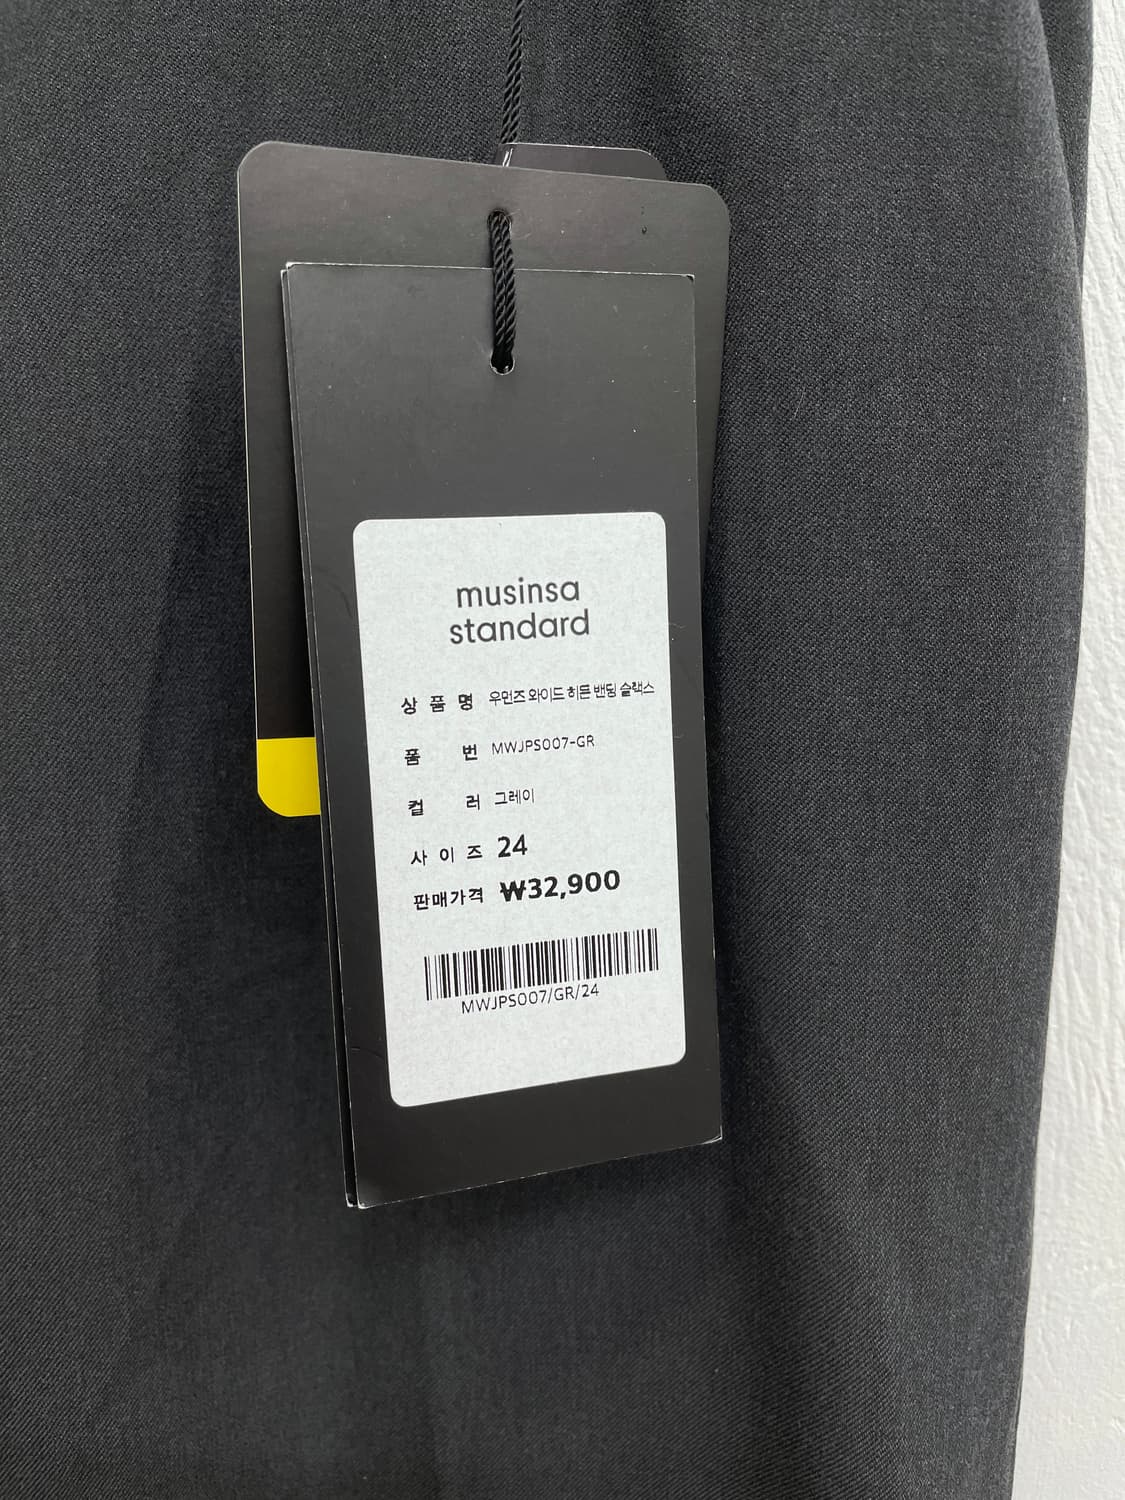 musinsa
standard
상 품 명 우먼즈 와이드 히든 밴딩 슬랙스
품 번 MWJPS007-GR
컬 러 그레이
사 이 즈 24
판매가격 ₩32,900
MWJPS007/GR/24